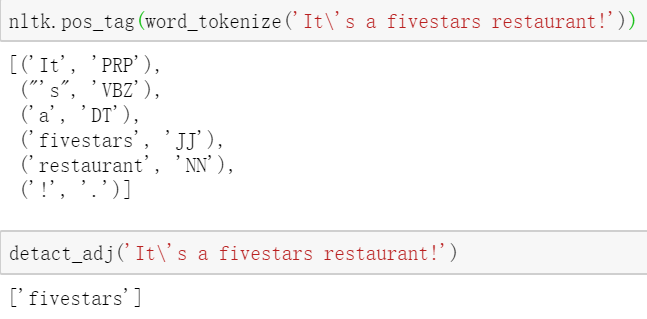 nltk.pos_tag(word_tokenize('It\'s a fivestars restaurant!'))
[('It', 'PRP'),
("'s", 'VBZ'),
('a', 'DT'),
('fivestars', 'JJ'),
('restaurant', 'NN'),
('!', '.')]
detact_adj('It\'s a fivestars restaurant!')
['fivestars']